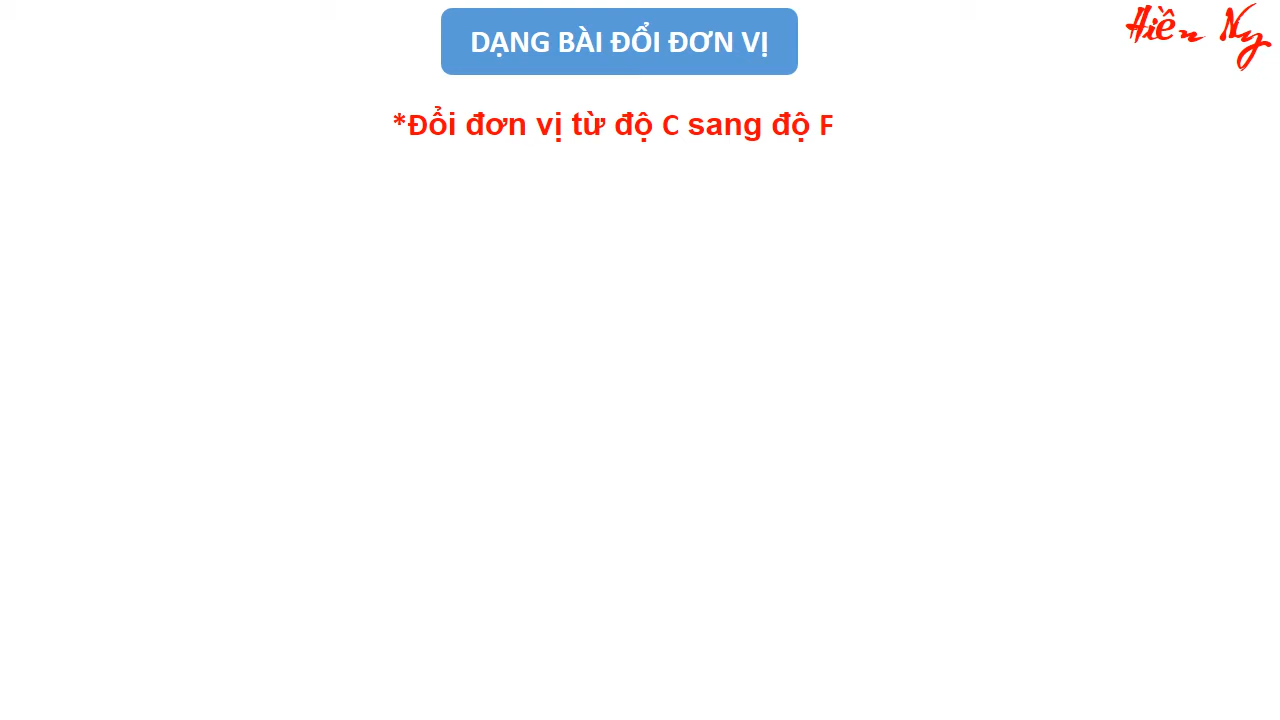 DẠNG BÀI ĐỔI ĐƠN VỊ
Hiền Ny
*Đổi đơn vị từ độ C sang độ F